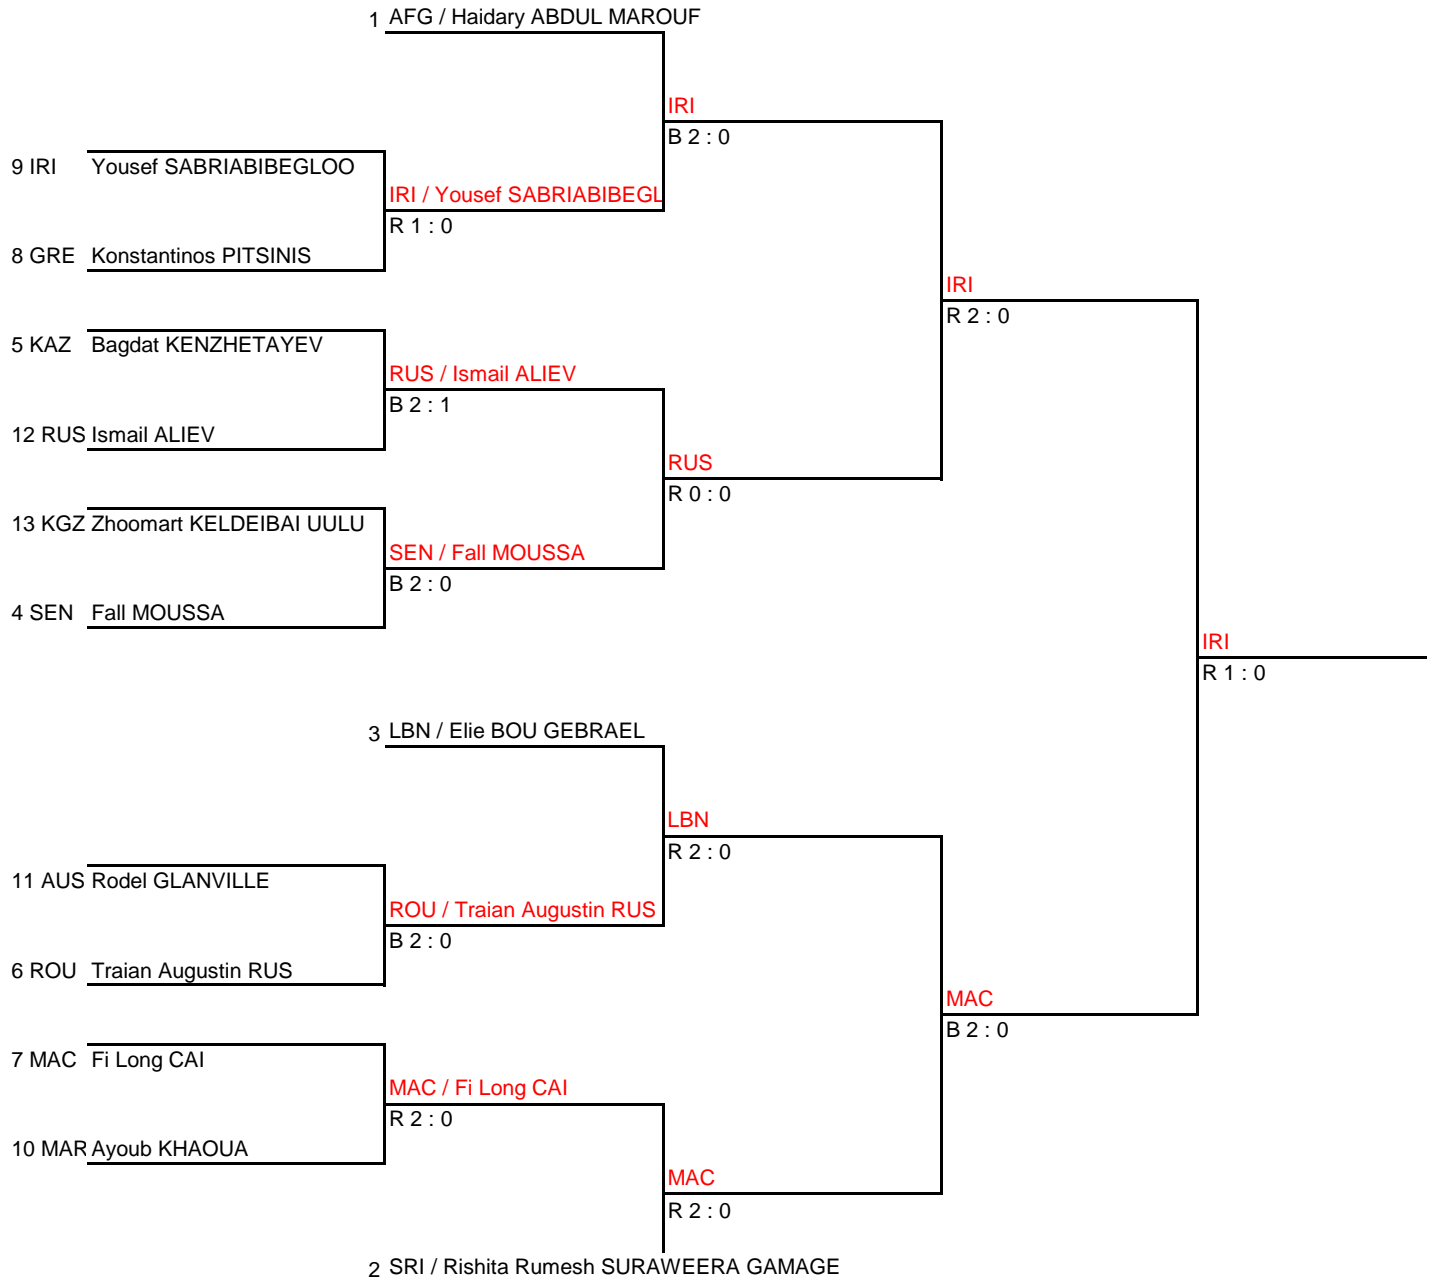 1 AFG / Haidary ABDUL MAROUF
IRI
B 2 : 0
9 IRI Yousef SABRIABIBEGLOO
IRI / Yousef SABRIABIBEGL
R 1 : 0
8 GRE Konstantinos PITSINIS
IRI
R 2 : 0
5 KAZ Bagdat KENZHETAYEV
RUS / Ismail ALIEV
B 2 : 1
12 RUS Ismail ALIEV
RUS
R 0 : 0
13 KGZ Zhoomart KELDEIBAI UULU
SEN / Fall MOUSSA
B 2 : 0
4 SEN Fall MOUSSA
IRI
R 1 : 0
3 LBN / Elie BOU GEBRAEL
LBN
R 2 : 0
11 AUS Rodel GLANVILLE
ROU / Traian Augustin RUS
B 2 : 0
6 ROU Traian Augustin RUS
MAC
B 2 : 0
7 MAC Fi Long CAI
MAC / Fi Long CAI
R 2 : 0
10 MAR Ayoub KHAOUA
MAC
R 2 : 0
2 SRI / Rishita Rumesh SURAWEERA GAMAGE